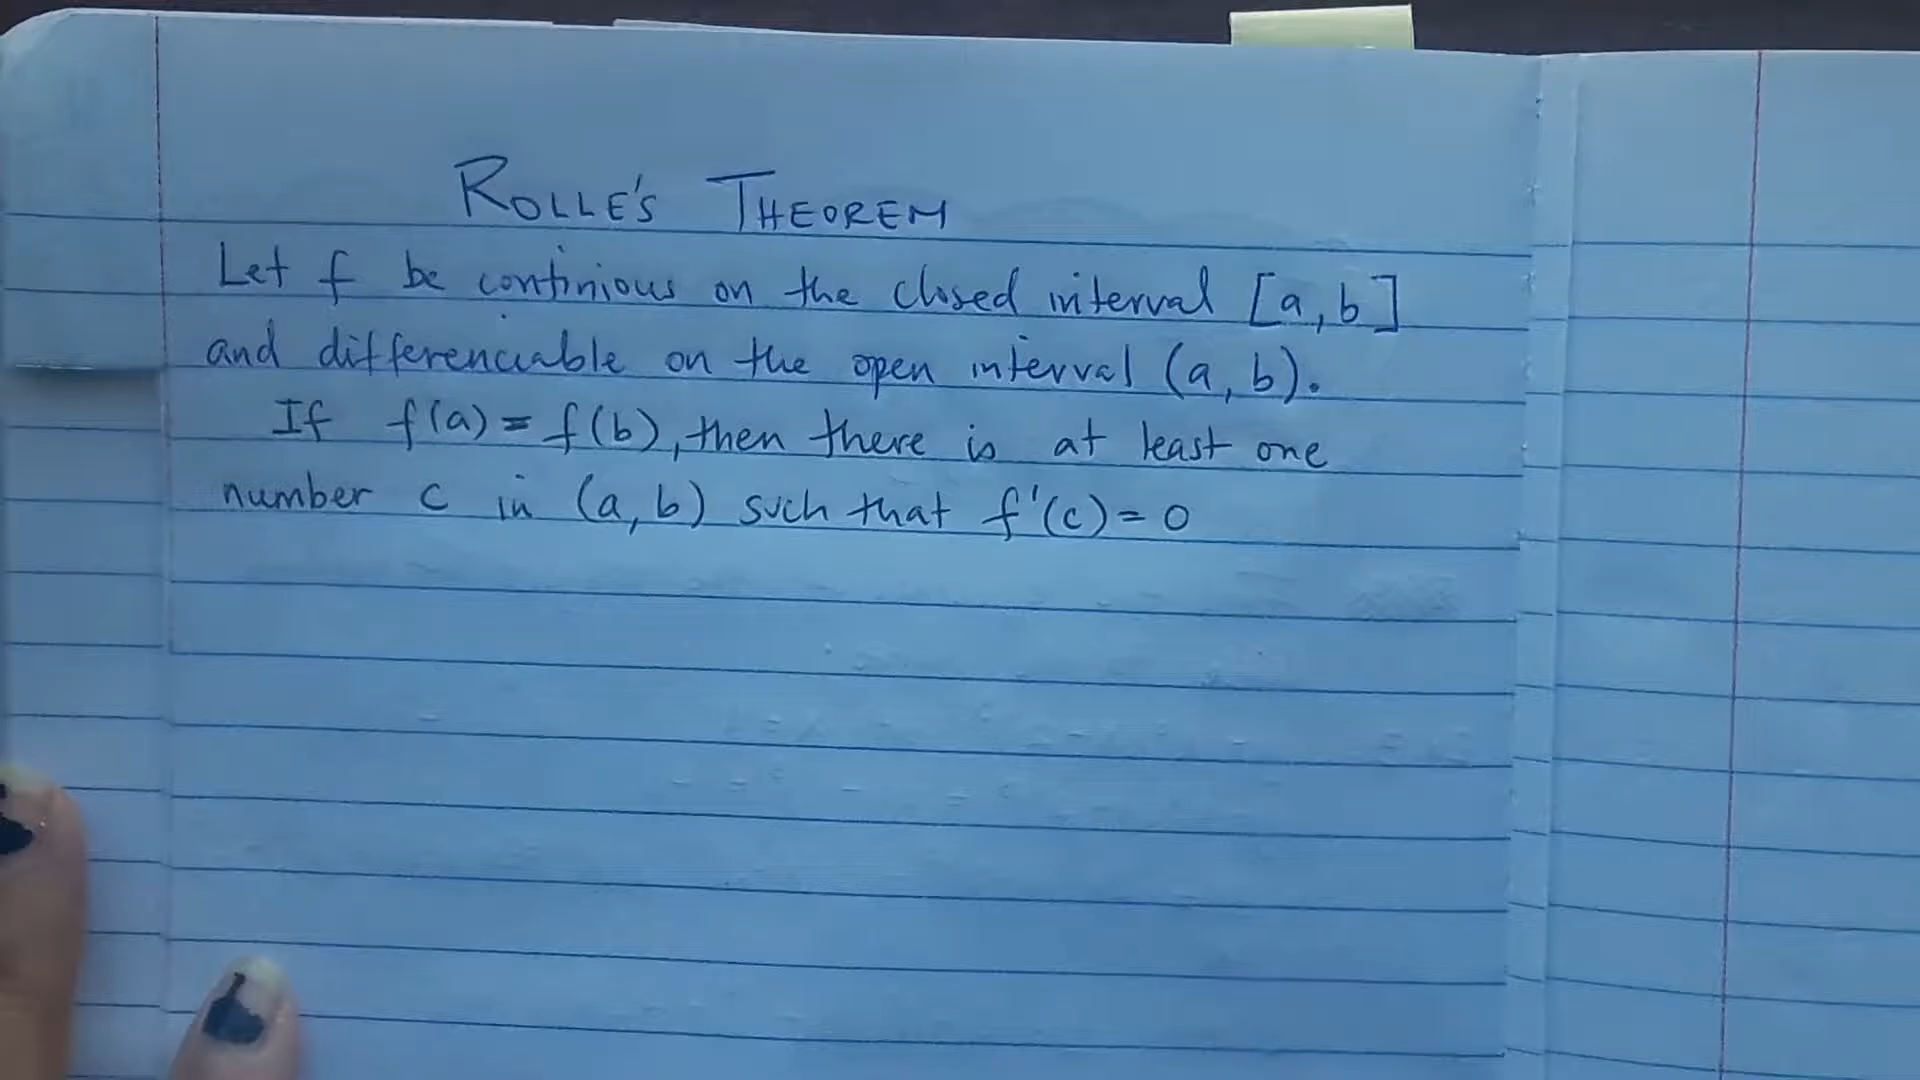 ROLLE'S THEOREM
Let f be continious on the closed interval [a, b]
and differenciable on the open interval (a, b).
If f(a) = f(b), then there is at least one
number c in (a, b) such that f'(c) = 0